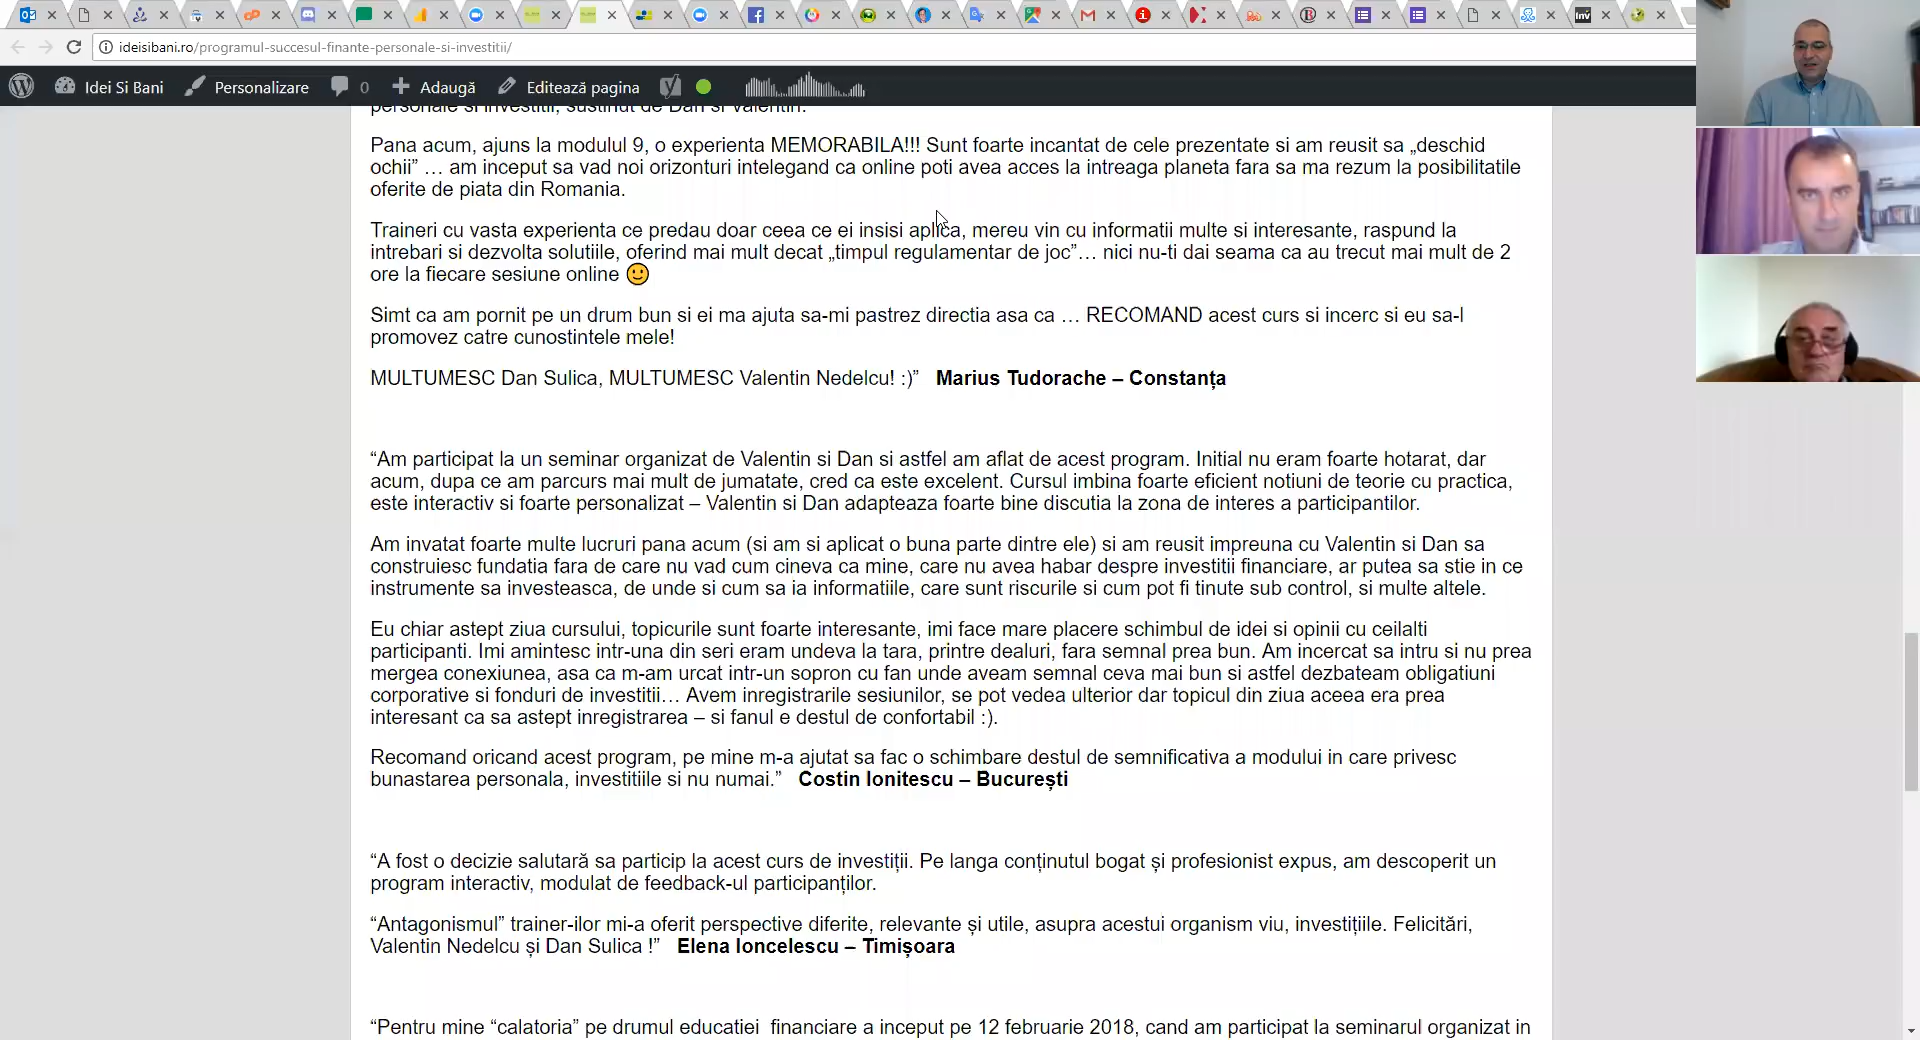 ideisibani.ro/programul-succesul-finante-personale-si-investitii/
Idei Si Bani Personalizare 0 Adaugă Editează pagina
personale si investitii, sustinut de Dan si Valentin.
Pana acum, ajuns la modulul 9, o experienta MEMORABILA!!! Sunt foarte incantat de cele prezentate si am reusit sa „deschid
ochii” … am inceput sa vad noi orizonturi intelegand ca online poti avea acces la intreaga planeta fara sa ma rezum la posibilitatile
oferite de piata din Romania.
Traineri cu vasta experienta ce predau doar ceea ce ei insisi aplica, mereu vin cu informatii multe si interesante, raspund la
intrebari si dezvolta solutiile, oferind mai mult decat „timpul regulamentar de joc”… nici nu-ti dai seama ca au trecut mai mult de 2
ore la fiecare sesiune online
Simt ca am pornit pe un drum bun si ei ma ajuta sa-mi pastrez directia asa ca … RECOMAND acest curs si incerc si eu sa-l
promovez catre cunostintele mele!
MULTUMESC Dan Sulica, MULTUMESC Valentin Nedelcu! :)” Marius Tudorache – Constanța
“Am participat la un seminar organizat de Valentin si Dan si astfel am aflat de acest program. Initial nu eram foarte hotarat, dar
acum, dupa ce am parcurs mai mult de jumatate, cred ca este excelent. Cursul imbina foarte eficient notiuni de teorie cu practica,
este interactiv si foarte personalizat – Valentin si Dan adapteaza foarte bine discutia la zona de interes a participantilor.
Am invatat foarte multe lucruri pana acum (si am si aplicat o buna parte dintre ele) si am reusit impreuna cu Valentin si Dan sa
construiesc fundatia fara de care nu vad cum cineva ca mine, care nu avea habar despre investitii financiare, ar putea sa stie in ce
instrumente sa investeasca, de unde si cum sa ia informatiile, care sunt riscurile si cum pot fi tinute sub control, si multe altele.
Eu chiar astept ziua cursului, topicurile sunt foarte interesante, imi face mare placere schimbul de idei si opinii cu ceilalti
participanti. Imi amintesc intr-una din seri eram undeva la tara, printre dealuri, fara semnal prea bun. Am incercat sa intru si nu prea
mergea conexiunea, asa ca m-am urcat intr-un sopron cu fan unde aveam semnal ceva mai bun si astfel dezbateam obligatiuni
corporative si fonduri de investitii… Avem inregistrarile sesiunilor, se pot vedea ulterior dar topicul din ziua aceea era prea
interesant ca sa astept inregistrarea – si fanul e destul de confortabil :).
Recomand oricand acest program, pe mine m-a ajutat sa fac o schimbare destul de semnificativa a modului in care privesc
bunastarea personala, investitiile si nu numai.” Costin Ionitescu – București
“A fost o decizie salutară sa particip la acest curs de investiții. Pe langa conținutul bogat și profesionist expus, am descoperit un
program interactiv, modulat de feedback-ul participanților.
“Antagonismul” trainer-ilor mi-a oferit perspective diferite, relevante și utile, asupra acestui organism viu, investițiile. Felicitări,
Valentin Nedelcu și Dan Sulica !” Elena Ioncelescu – Timișoara
“Pentru mine “calatoria” pe drumul educatiei financiare a inceput pe 12 februarie 2018, cand am participat la seminarul organizat in